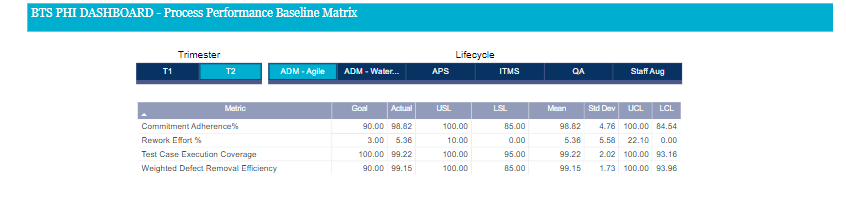 BTS PHI DASHBOARD - Process Performance Baseline Matrix
Trimester Lifecycle
T1 T2 ADM - Agile ADM - Water... APS ITMS QA Staff Aug
Metric Goal Actual USL LSL Mean Std Dev UCL LCL
Commitment Adherence% 90.00 98.82 100.00 85.00 98.82 4.76 100.00 84.54
Rework Effort % 3.00 5.36 10.00 0.00 5.36 5.58 22.10 0.00
Test Case Execution Coverage 100.00 99.22 100.00 95.00 99.22 2.02 100.00 93.16
Weighted Defect Removal Efficiency 90.00 99.15 100.00 85.00 99.15 1.73 100.00 93.96